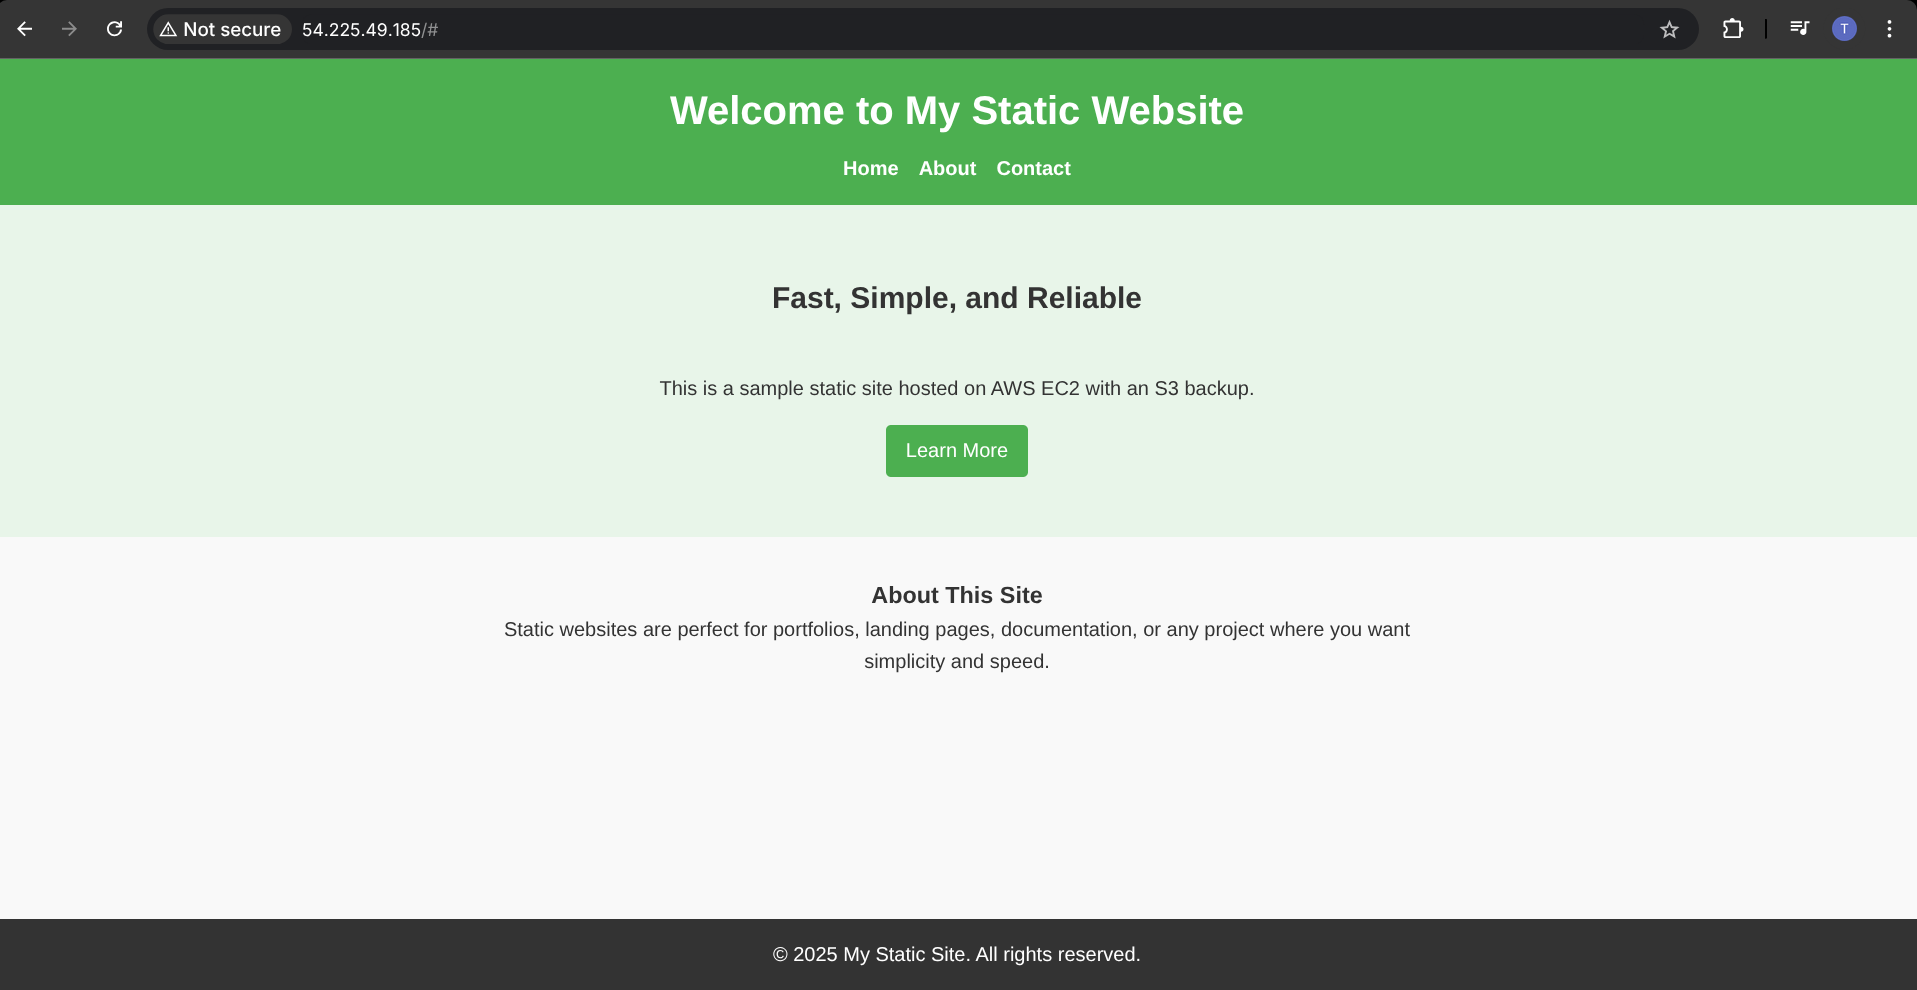 Not secure 54.225.49.185/#
T
Welcome to My Static Website
Home About Contact
Fast, Simple, and Reliable
This is a sample static site hosted on AWS EC2 with an S3 backup.
Learn More
About This Site
Static websites are perfect for portfolios, landing pages, documentation, or any project where you want
simplicity and speed.
© 2025 My Static Site. All rights reserved.